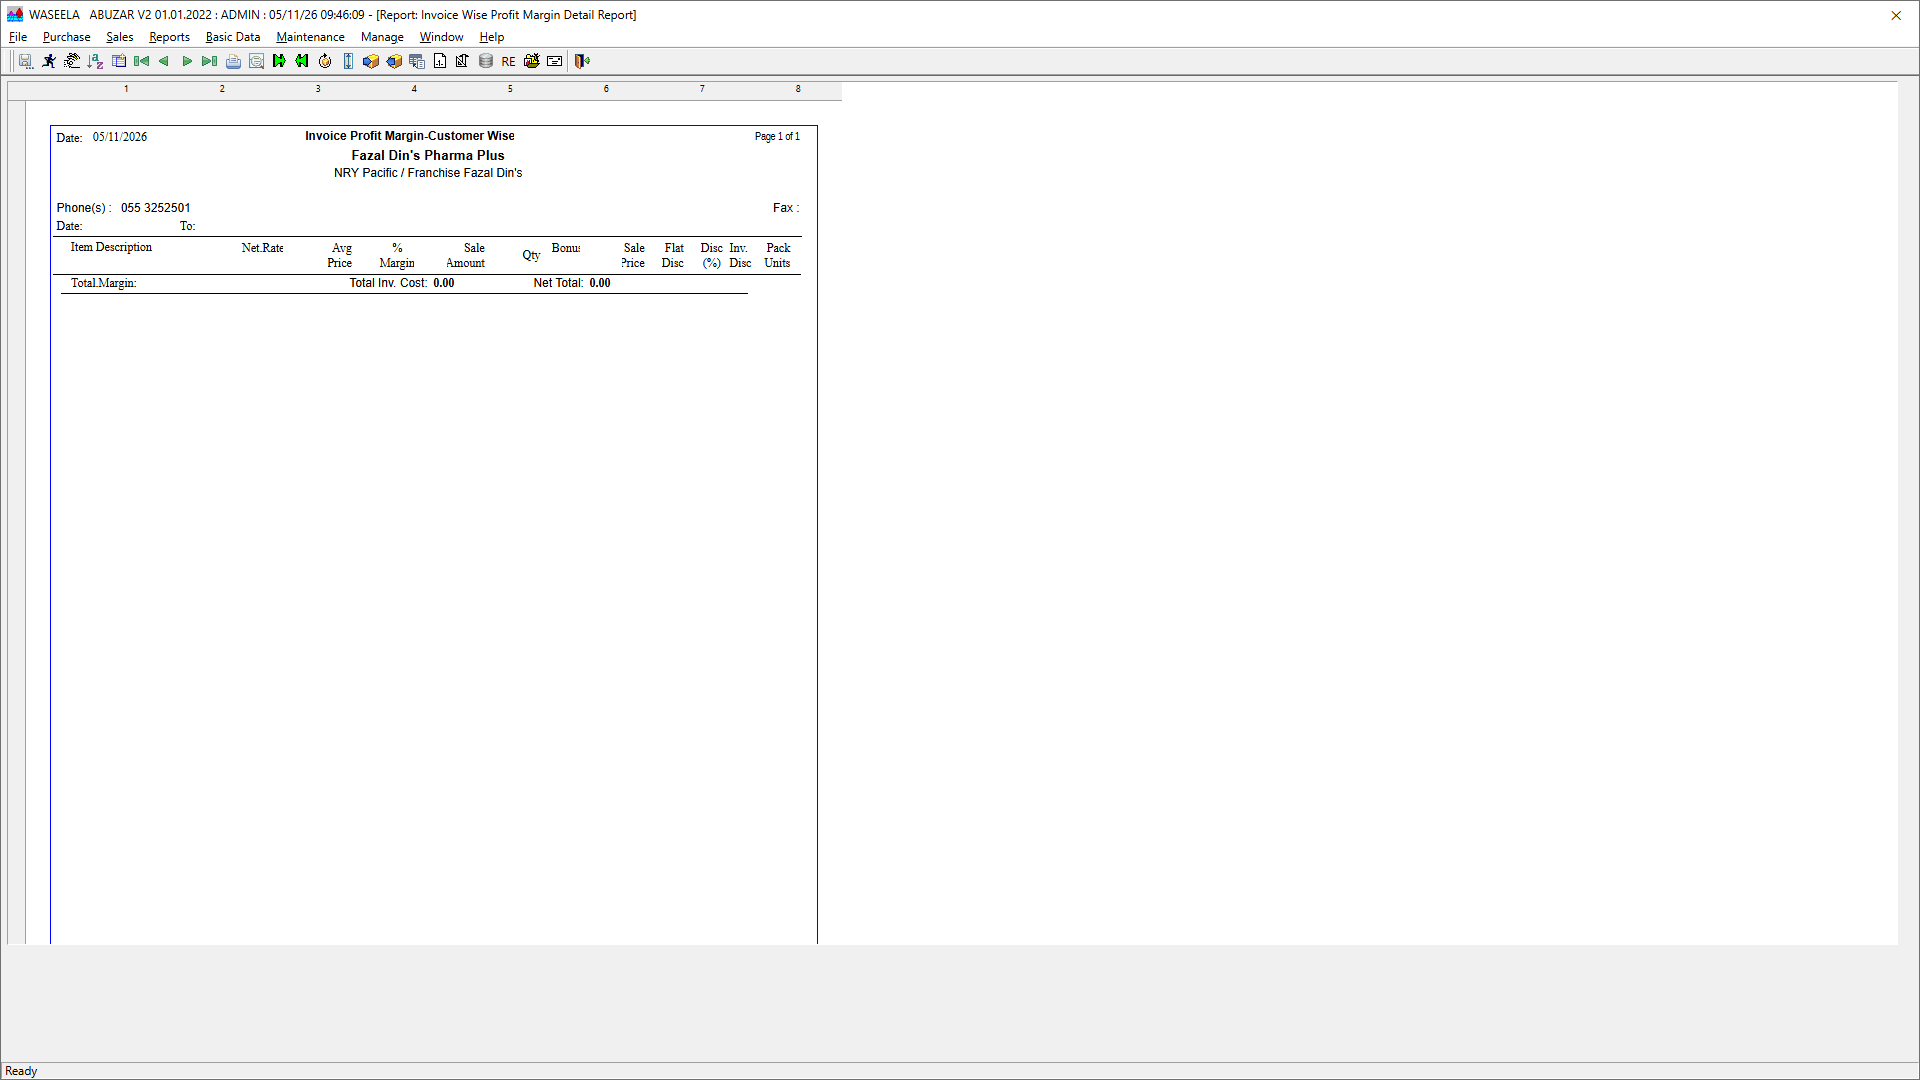 WASEELA ABUZAR V2 01.01.2022 : ADMIN : 05/11/26 09:46:09 - [Report: Invoice Wise Profit Margin Detail Report]
File Purchase Sales Reports Basic Data Maintenance Manage Window Help
RE
1 2 3 4 5 6 7 8
Date: 05/11/2026 Invoice Profit Margin-Customer Wise Page 1 of 1
Fazal Din's Pharma Plus
NRY Pacific / Franchise Fazal Din's
Phone(s) : 055 3252501 Fax :
Date: To:
Item Description Net.Rate Avg % Sale Qty Bonus Sale Flat Disc Inv. Pack
Price Margin Amount Price Disc (%) Disc Units
Total.Margin: Total Inv. Cost: 0.00 Net Total: 0.00
Ready